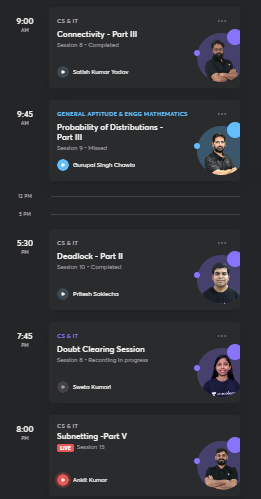 9:00
AM
CS & IT
Connectivity - Part III
Session 8 • Completed
Satish Kumar Yadav
9:45
AM
GENERAL APTITUDE & ENGG MATHEMATICS
Probability of Distributions -
Part III
Session 9 • Missed
Gurupal Singh Chawla
12 PM
5 PM
5:30
PM
CS & IT
Deadlock - Part II
Session 10 • Completed
Pritesh Saklecha
7:45
PM
CS & IT
Doubt Clearing Session
Session 8 • Recording in progress
Sweta Kumari
8:00
PM
CS & IT
Subnetting -Part V
LIVE Session 15
Ankit Kumar